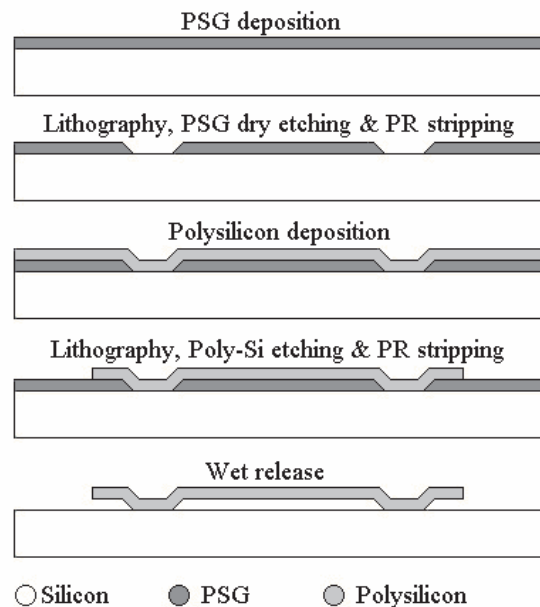 PSG deposition
Lithography, PSG dry etching & PR stripping
Polysilicon deposition
Lithography, Poly-Si etching & PR stripping
Wet release
Silicon PSG Polysilicon